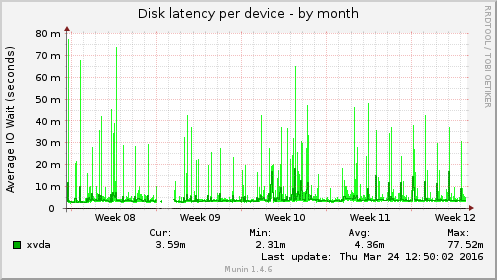 Disk latency per device - by month
RRDTOOL / TOBI OETIKER
Average IO Wait (seconds)
80 m
70 m
60 m
50 m
40 m
30 m
20 m
10 m
0
Week 08 Week 09 Week 10 Week 11 Week 12
Cur: Min: Avg: Max:
xvda 3.59m 2.31m 4.36m 77.52m
Last update: Thu Mar 24 12:50:02 2016
Munin 1.4.6